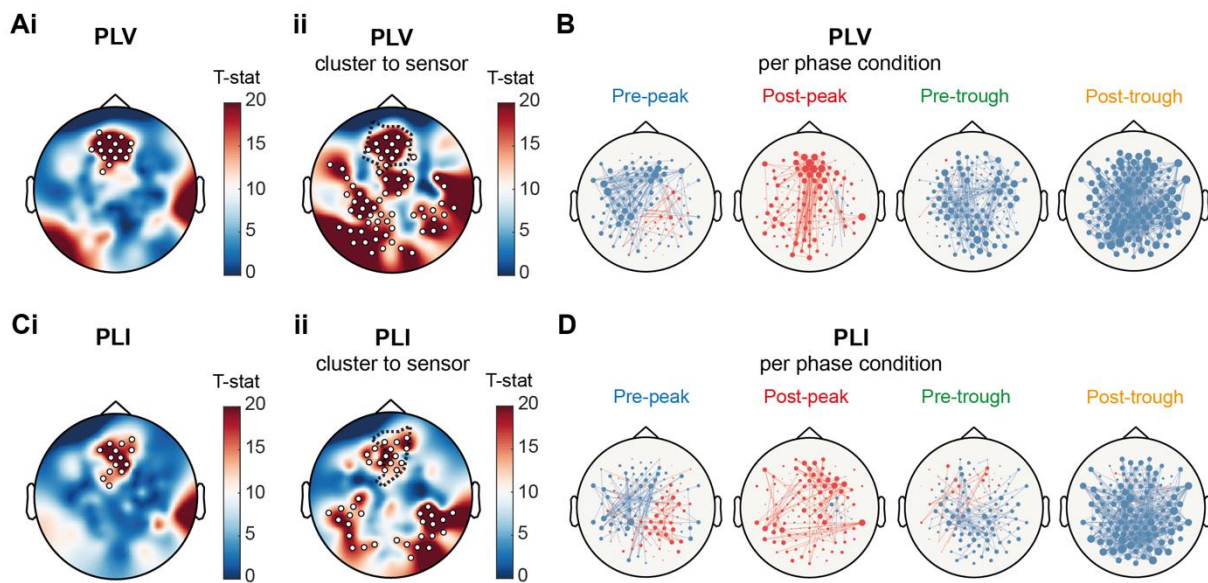 Ai
PLV
T-stat
20
15
10
5
0
ii
PLV
cluster to sensor
T-stat
20
15
10
5
0
B
PLV
per phase condition
Pre-peak
Post-peak
Pre-trough
Post-trough
Ci
PLI
T-stat
20
15
10
5
0
ii
PLI
cluster to sensor
T-stat
20
15
10
5
0
D
PLI
per phase condition
Pre-peak
Post-peak
Pre-trough
Post-trough